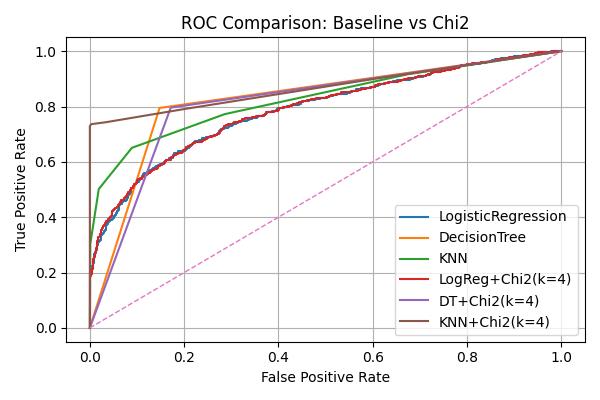 ROC Comparison: Baseline vs Chi2
True Positive Rate
1.0
0.8
0.6
0.4
0.2
0.0
LogisticRegression
DecisionTree
KNN
LogReg+Chi2(k=4)
DT+Chi2(k=4)
KNN+Chi2(k=4)
0.0 0.2 0.4 0.6 0.8 1.0
False Positive Rate